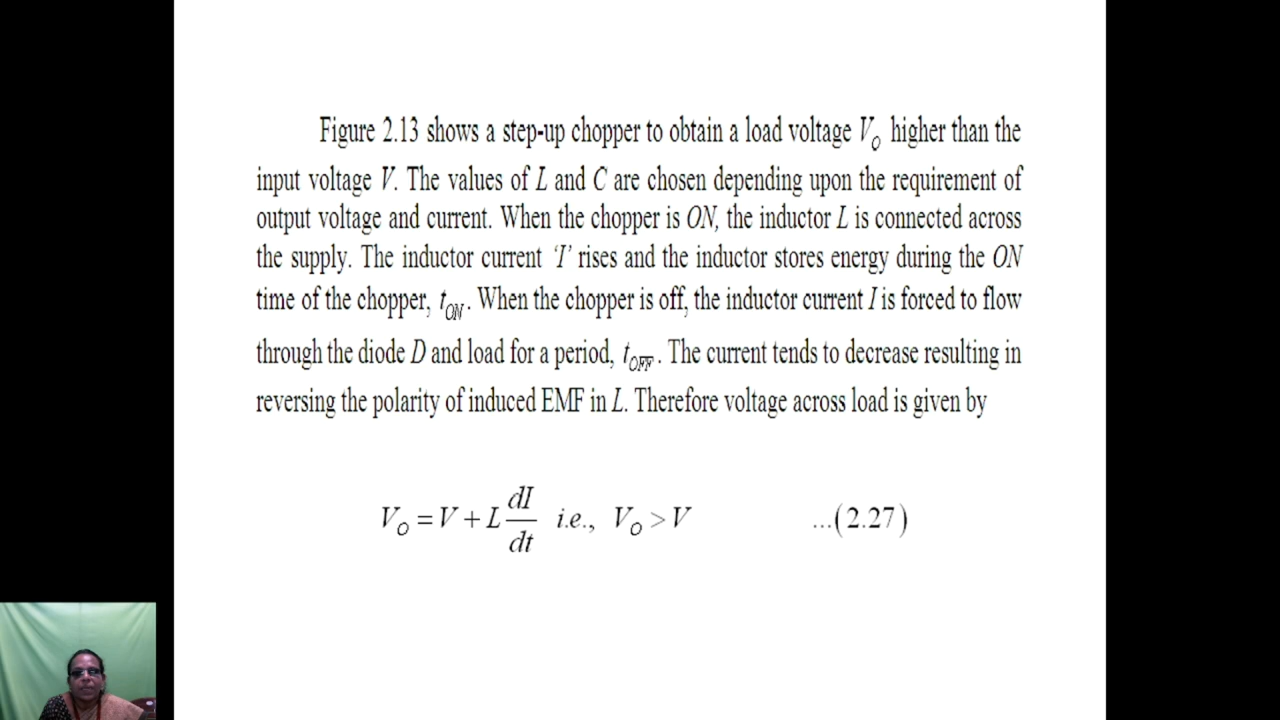 Figure 2.13 shows a step-up chopper to obtain a load voltage V_O higher than the
input voltage V. The values of L and C are chosen depending upon the requirement of
output voltage and current. When the chopper is ON, the inductor L is connected across
the supply. The inductor current ‘I’ rises and the inductor stores energy during the ON
time of the chopper, t_ON. When the chopper is off, the inductor current I is forced to flow
through the diode D and load for a period, t_OFF. The current tends to decrease resulting in
reversing the polarity of induced EMF in L. Therefore voltage across load is given by
V_O = V + L dI/dt i.e., V_O > V ...(2.27)